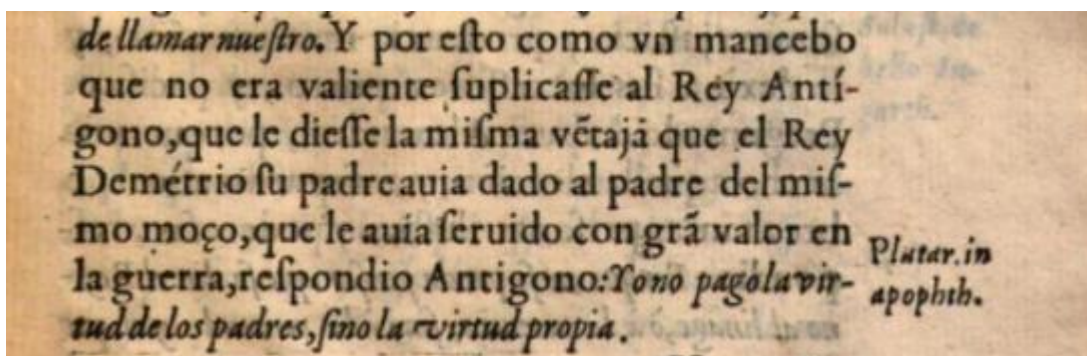 de llamar nueſtro. Y por eſto como vn mancebo
que no era valiente ſuplicaſſe al Rey Antí-
gono, que le dieſſe la miſma vẽtaja que el Rey
Demetrio ſu padre auia dado al padre del miſ-
mo moço, que le auia ſeruido con grã valor en
la guerra, reſpondio Antigono: Yo no pago la vir-
tud de los padres, ſino la virtud propia.
Plutar. in
apophth.